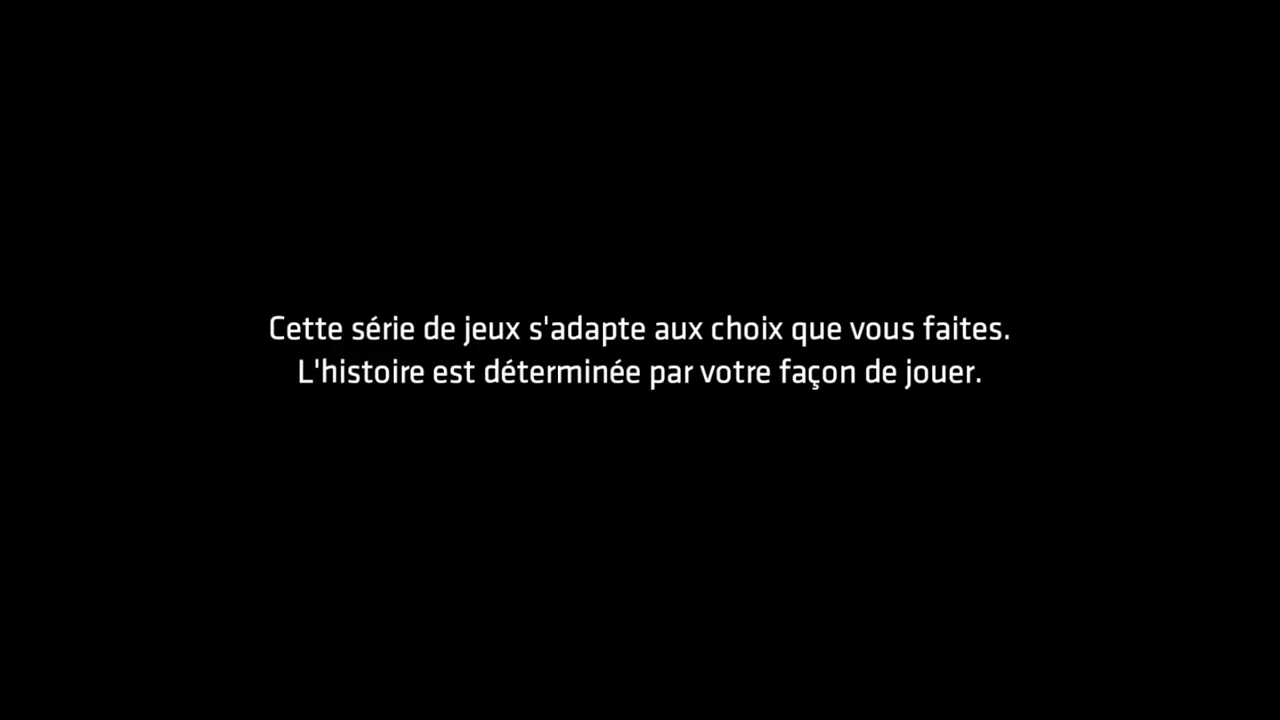 Cette série de jeux s'adapte aux choix que vous faites.
L'histoire est déterminée par votre façon de jouer.